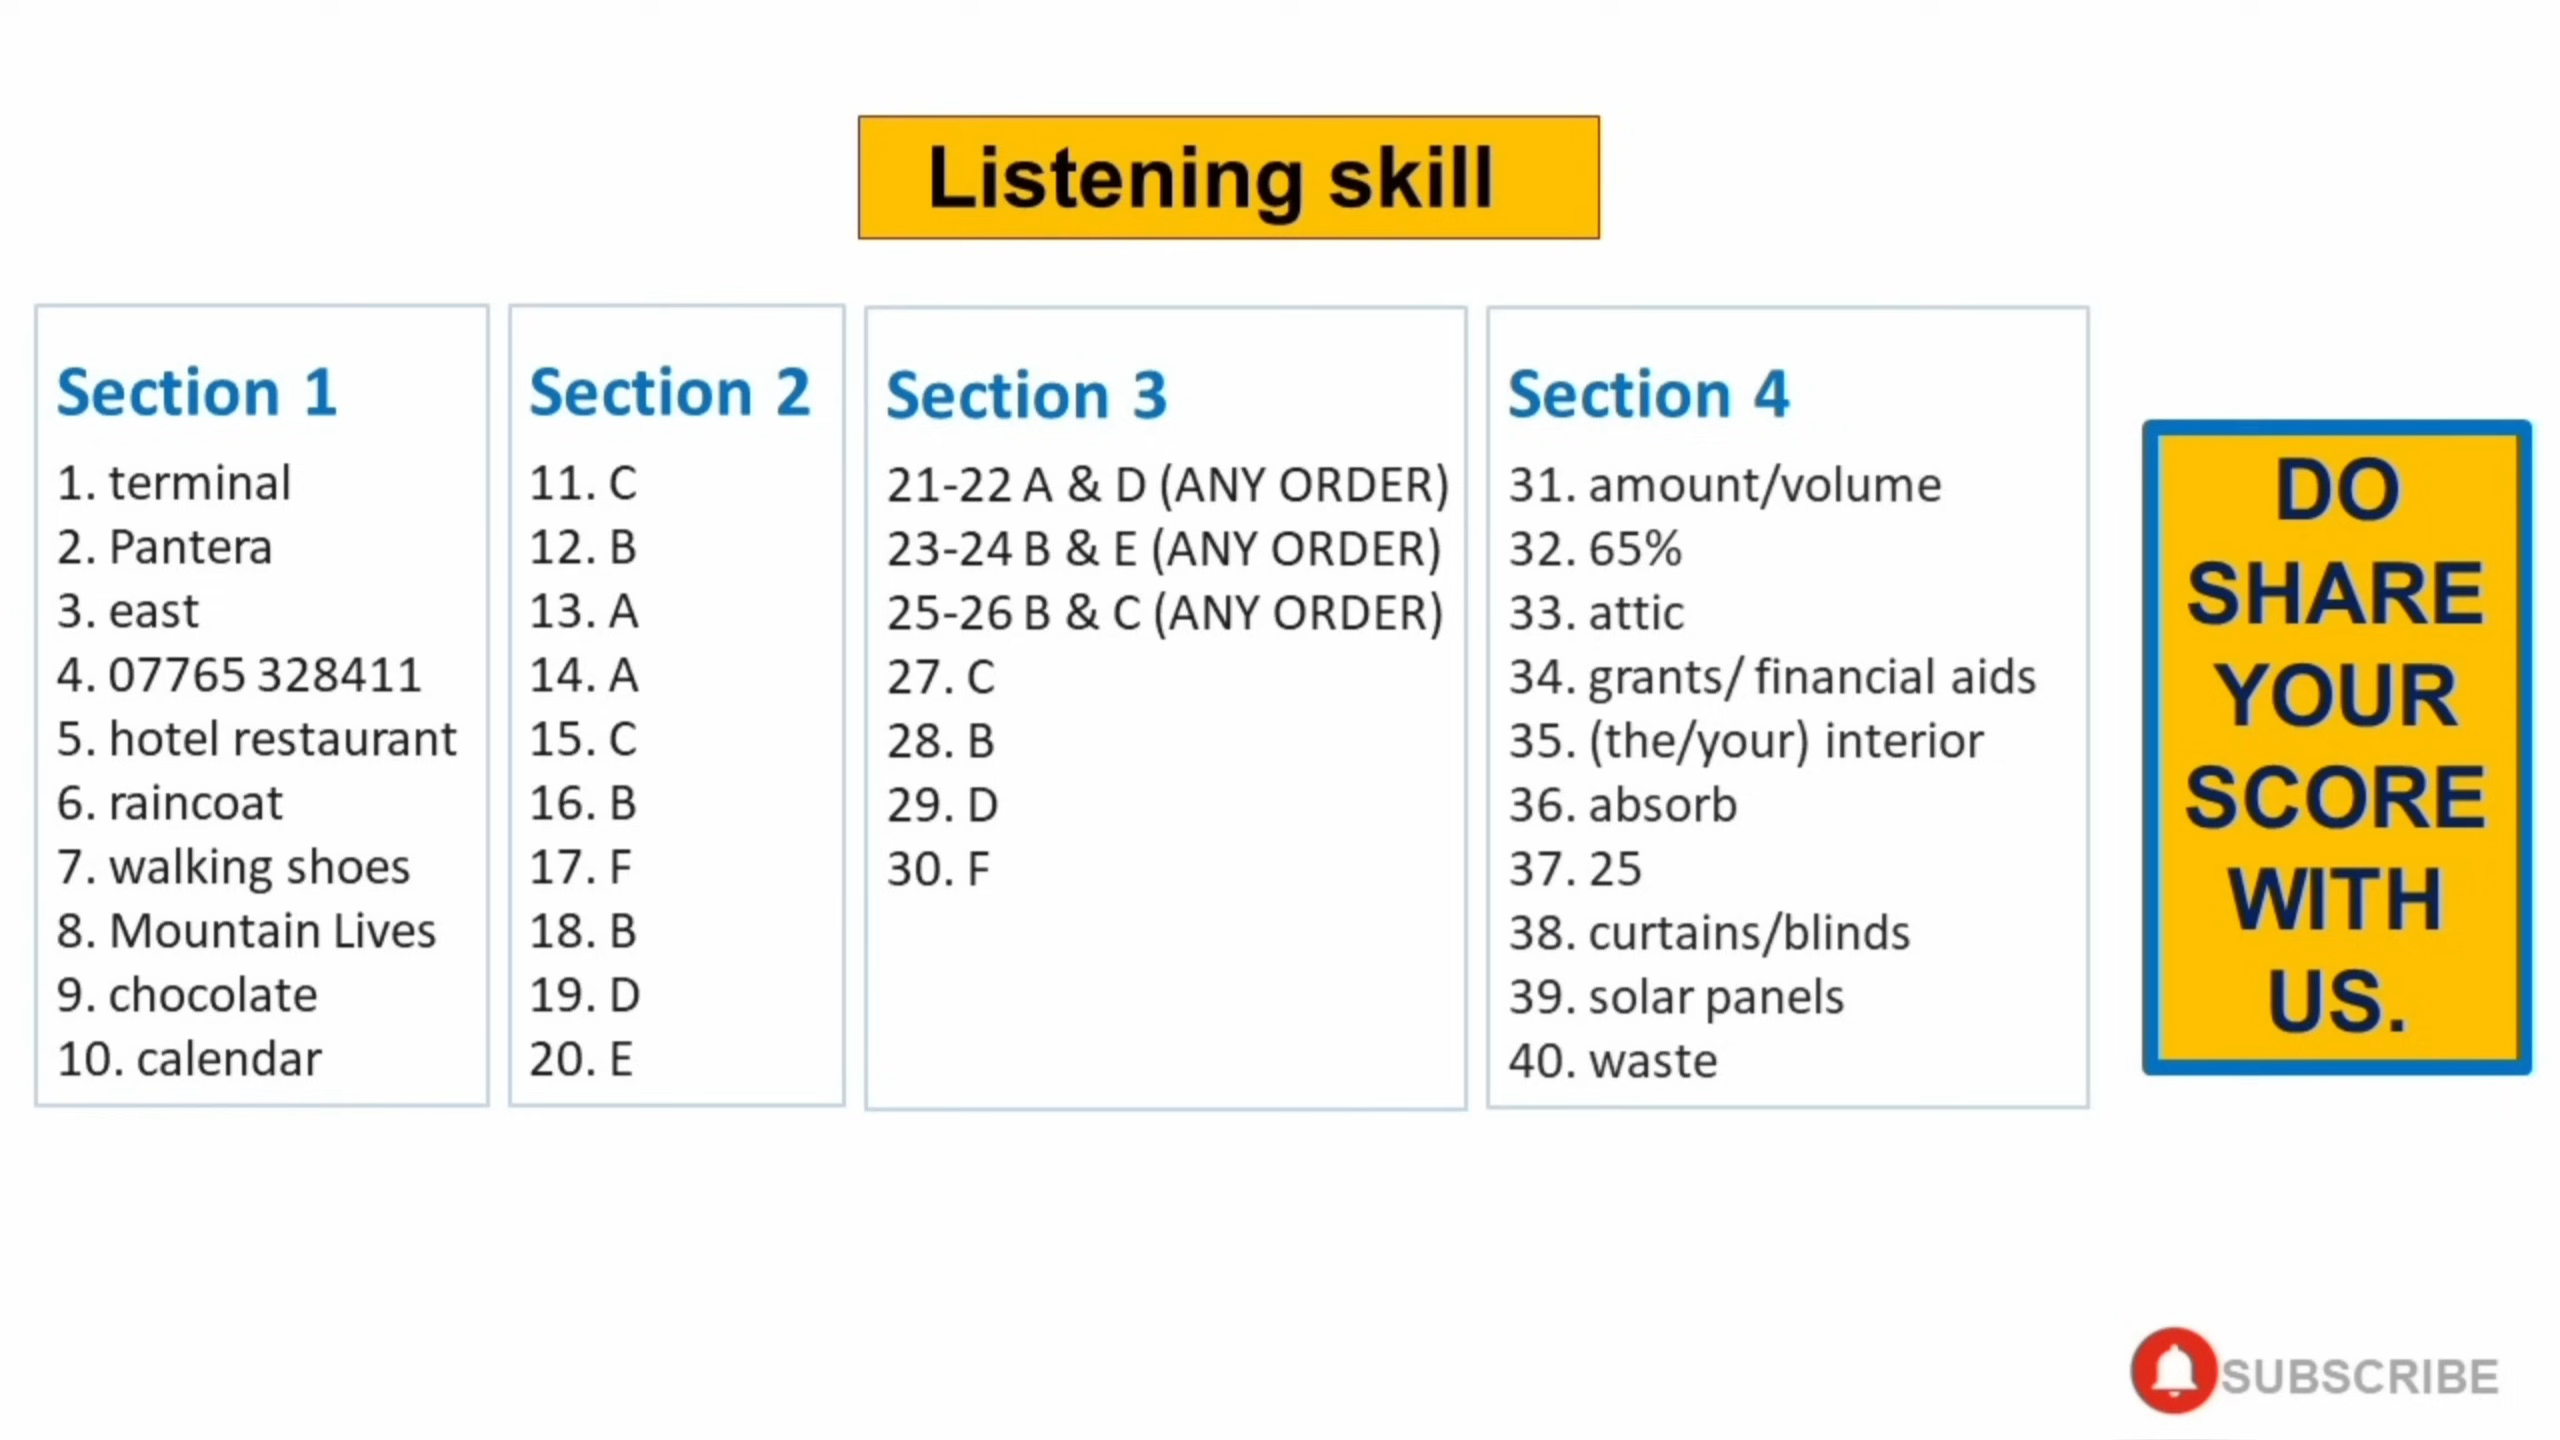 Listening skill
Section 1
1. terminal
2. Pantera
3. east
4. 07765 328411
5. hotel restaurant
6. raincoat
7. walking shoes
8. Mountain Lives
9. chocolate
10. calendar
Section 2
11. C
12. B
13. A
14. A
15. C
16. B
17. F
18. B
19. D
20. E
Section 3
21-22 A & D (ANY ORDER)
23-24 B & E (ANY ORDER)
25-26 B & C (ANY ORDER)
27. C
28. B
29. D
30. F
Section 4
31. amount/volume
32. 65%
33. attic
34. grants/ financial aids
35. (the/your) interior
36. absorb
37. 25
38. curtains/blinds
39. solar panels
40. waste
DO
SHARE
YOUR
SCORE
WITH
US.
SUBSCRIBE